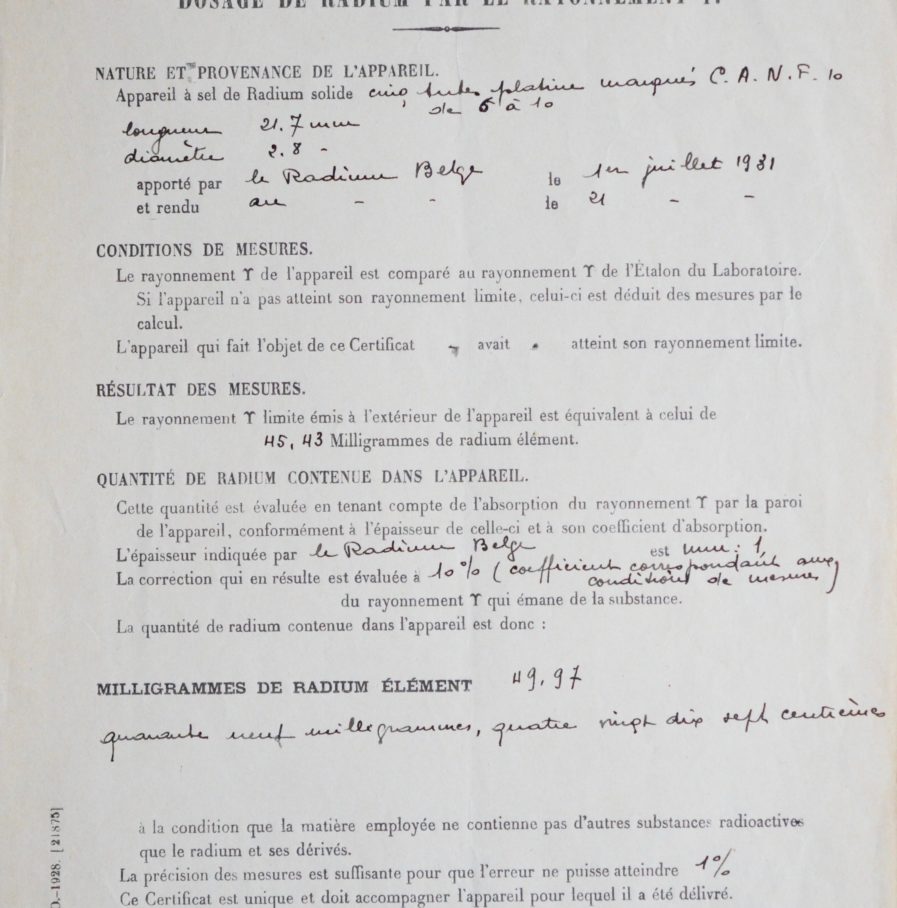 DOSAGE DE RADIUM PAR LE RAYONNEMENT ϒ.
NATURE ET PROVENANCE DE L'APPAREIL.
Appareil à sel de Radium solide cinq tubes platine marqués C. A. N. F. 10
de 6 à 10
longueur 21.7 mm
diamètre 2.8 -
apporté par le Radium Belge le 1er juillet 1931
et rendu au - - le 21 - -
CONDITIONS DE MESURES.
Le rayonnement ϒ de l'appareil est comparé au rayonnement ϒ de l'Étalon du Laboratoire.
Si l'appareil n'a pas atteint son rayonnement limite, celui-ci est déduit des mesures par le
calcul.
L'appareil qui fait l'objet de ce Certificat avait atteint son rayonnement limite.
RÉSULTAT DES MESURES.
Le rayonnement ϒ limite émis à l'extérieur de l'appareil est équivalent à celui de
45,43 Milligrammes de radium élément.
QUANTITÉ DE RADIUM CONTENUE DANS L'APPAREIL.
Cette quantité est évaluée en tenant compte de l'absorption du rayonnement ϒ par la paroi
de l'appareil, conformément à l'épaisseur de celle-ci et à son coefficient d'absorption.
L'épaisseur indiquée par le Radium Belge est mm : 1,
La correction qui en résulte est évaluée à 10% (coefficient correspondant aux
conditions de mesures)
du rayonnement ϒ qui émane de la substance.
La quantité de radium contenue dans l'appareil est donc :
MILLIGRAMMES DE RADIUM ÉLÉMENT 49.97
quarante neuf milligrammes, quatre vingt dix sept centièmes
à la condition que la matière employée ne contienne pas d'autres substances radioactives
que le radium et ses dérivés.
La précision des mesures est suffisante pour que l'erreur ne puisse atteindre 1%
Ce Certificat est unique et doit accompagner l'appareil pour lequel il a été délivré.
-1928. [21875]